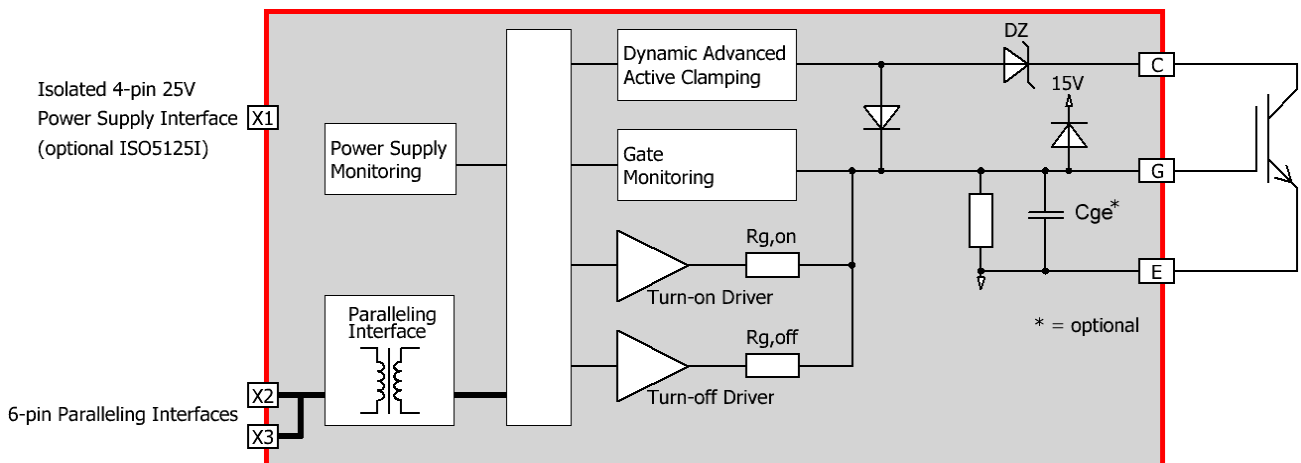 Isolated 4-pin 25V
Power Supply Interface
(optional ISO5125I)
X1
Power Supply
Monitoring
Dynamic Advanced
Active Clamping
Gate
Monitoring
DZ
15V
C
G
E
Cge*
* = optional
Rg,on
Turn-on Driver
Rg,off
Turn-off Driver
Paralleling
Interface
X2
6-pin Paralleling Interfaces
X3